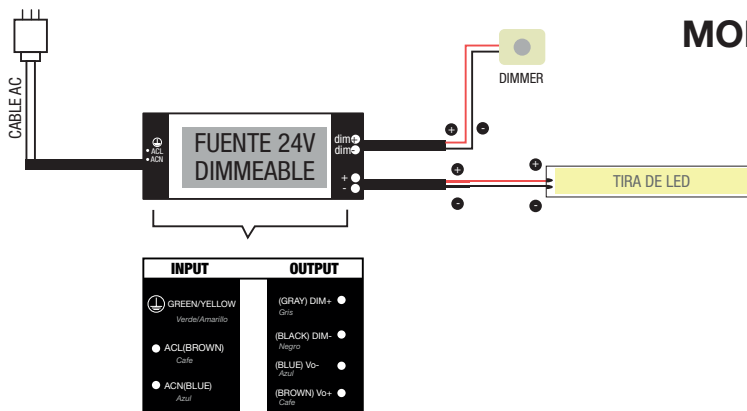 MO
DIMMER
CABLE AC
ACL
ACN
FUENTE 24V
DIMMEABLE
dim+
dim-
+
-
+
-
+
-
+
-
TIRA DE LED
INPUT
OUTPUT
GREEN/YELLOW
Verde/Amarillo
ACL(BROWN)
Cafe
ACN(BLUE)
Azul
(GRAY) DIM+
Gris
(BLACK) DIM-
Negro
(BLUE) Vo-
Azul
(BROWN) Vo+
Cafe